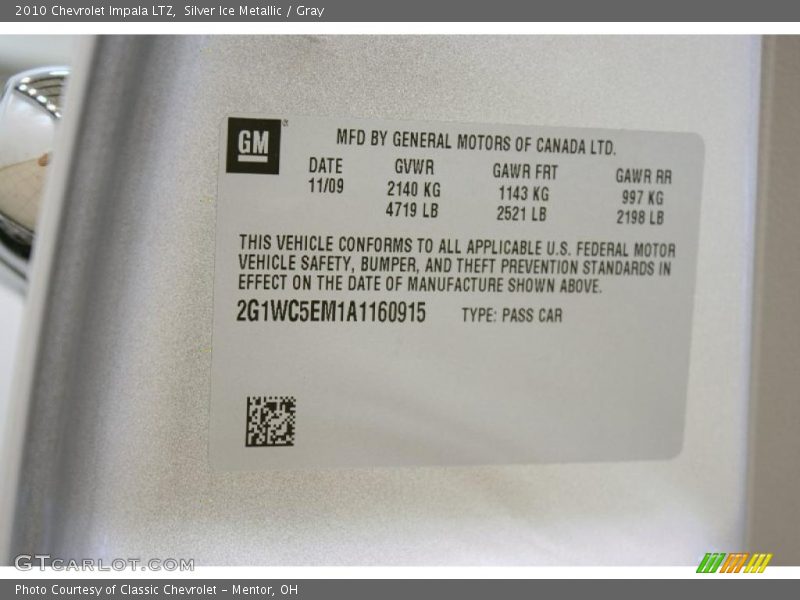 2010 Chevrolet Impala LTZ, Silver Ice Metallic / Gray
GM®
MFD BY GENERAL MOTORS OF CANADA LTD.
DATE GVWR GAWR FRT GAWR RR
11/09 2140 KG 1143 KG 997 KG
4719 LB 2521 LB 2198 LB
THIS VEHICLE CONFORMS TO ALL APPLICABLE U.S. FEDERAL MOTOR
VEHICLE SAFETY, BUMPER, AND THEFT PREVENTION STANDARDS IN
EFFECT ON THE DATE OF MANUFACTURE SHOWN ABOVE.
2G1WC5EM1A1160915 TYPE: PASS CAR
GTCARLOT.COM
Photo Courtesy of Classic Chevrolet - Mentor, OH